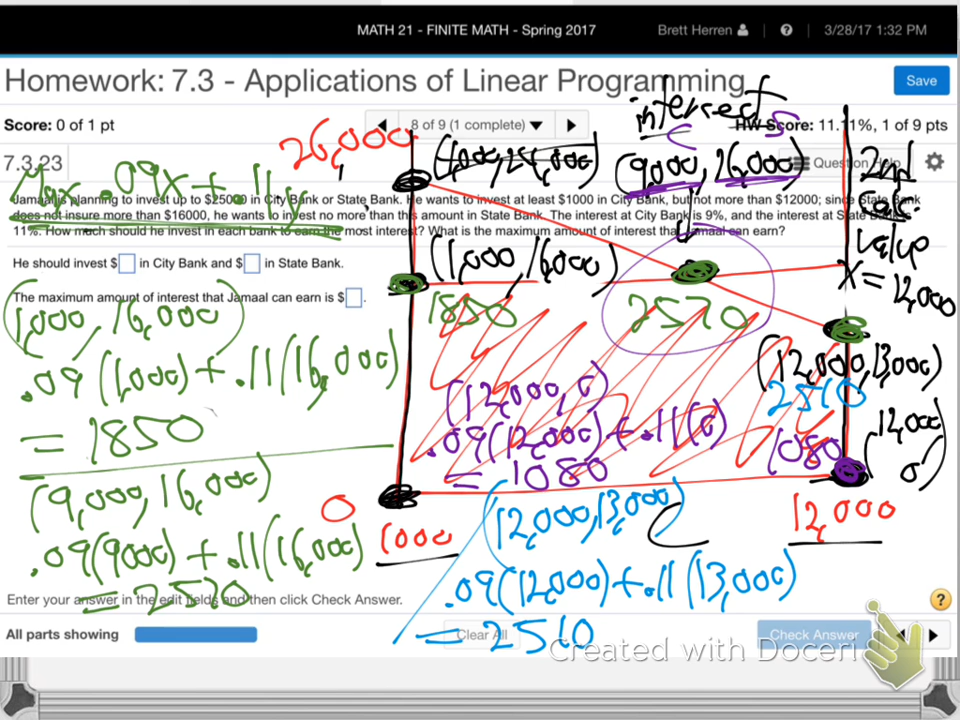 MATH 21 - FINITE MATH - Spring 2017
Brett Herren
3/28/17 1:32 PM
Homework: 7.3 - Applications of Linear Programming
Save
Score: 0 of 1 pt
8 of 9 (1 complete)
HW Score: 11.11%, 1 of 9 pts
7.3.23
Question Help
intersect
C S
26,000
(9,000, 16,000)
Max .09x + .11y
Jamaal is planning to invest up to $25000 in City Bank or State Bank. He wants to invest at least $1000 in City Bank, but not more than $12000; since State Bank
does not insure more than $16000, he wants to invest no more than this amount in State Bank. The interest at City Bank is 9%, and the interest at State Bank is
11%. How much should he invest in each bank to earn the most interest? What is the maximum amount of interest that Jamaal can earn?
2nd
Calc
value
X = 12,000
He should invest $ in City Bank and $ in State Bank.
(1,000, 16,000)
The maximum amount of interest that Jamaal can earn is $ .
1850
2570
(1,000, 16,000)
.09(1,000) + .11(16,000)
= 1850
(12,000, 13,000)
2510
(12,000, 0)
.09(12,000) + .11(0)
= 1080
1080
(12,000
0)
(9,000, 16,000)
.09(9000) + .11(16,000)
= 2570
0
1000
12,000
(12,000, 13,000)
.09(12,000) + .11(13,000)
= 2510
Enter your answer in the edit fields and then click Check Answer.
?
All parts showing
Clear All
Check Answer
Created with Doceri